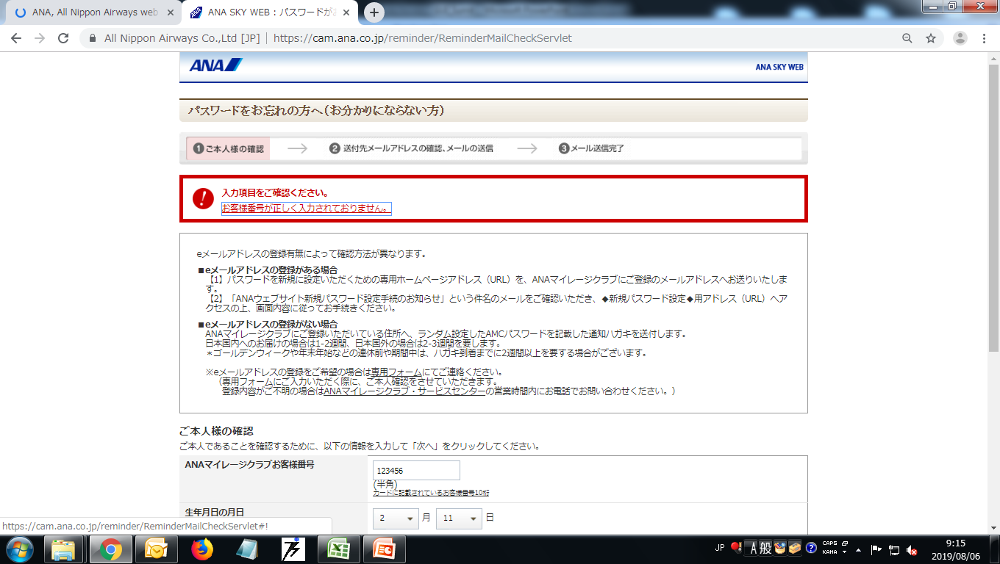 ANA, All Nippon Airways web
ANA SKY WEB : パスワードがお
All Nippon Airways Co.,Ltd [JP]
https://cam.ana.co.jp/reminder/ReminderMailCheckServlet
ANA
ANA SKY WEB
パスワードをお忘れの方へ(お分かりにならない方)
1 ご本人様の確認
2 送付先メールアドレスの確認、メールの送信
3 メール送信完了
入力項目をご確認ください。
お客様番号が正しく入力されておりません。
eメールアドレスの登録有無によって確認方法が異なります。
■eメールアドレスの登録がある場合
【1】パスワードを新規に設定いただくための専用ホームページアドレス（URL）を、ANAマイレージクラブにご登録のメールアドレスへお送りいたしま
す。
【2】「ANAウェブサイト新規パスワード設定手続のお知らせ」という件名のメールをご確認いただき、◆新規パスワード設定◆用アドレス（URL）へア
クセスの上、画面内容に従ってお手続きください。
■eメールアドレスの登録がない場合
ANAマイレージクラブにご登録いただいている住所へ、ランダム設定したAMCパスワードを記載した通知ハガキを送付します。
日本国内へのお届けの場合は1-2週間、日本国外の場合は2-3週間を要します。
＊ゴールデンウィークや年末年始などの連休前や期間中は、ハガキ到着までに2週間以上を要する場合がございます。
※eメールアドレスの登録をご希望の場合は専用フォームにてご連絡ください。
（専用フォームにご入力いただく際に、ご本人確認をさせていただきます。
登録内容がご不明の場合はANAマイレージクラブ・サービスセンターの営業時間内にお電話でお問い合わせください。）
ご本人様の確認
ご本人であることを確認するために、以下の情報を入力して「次へ」をクリックしてください。
ANAマイレージクラブお客様番号
123456
(半角)
カードに記載されているお客様番号10桁
生年月日の月日
2 月 11 日
https://cam.ana.co.jp/reminder/ReminderMailCheckServlet#!
JP
A 般
CAPS
KANA
9:15
2019/08/06